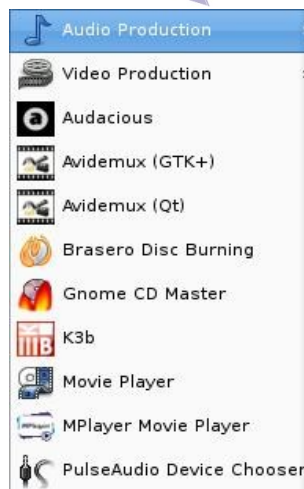 Audio Production
Video Production
Audacious
Avidemux (GTK+)
Avidemux (Qt)
Brasero Disc Burning
Gnome CD Master
K3b
Movie Player
MPlayer Movie Player
PulseAudio Device Chooser